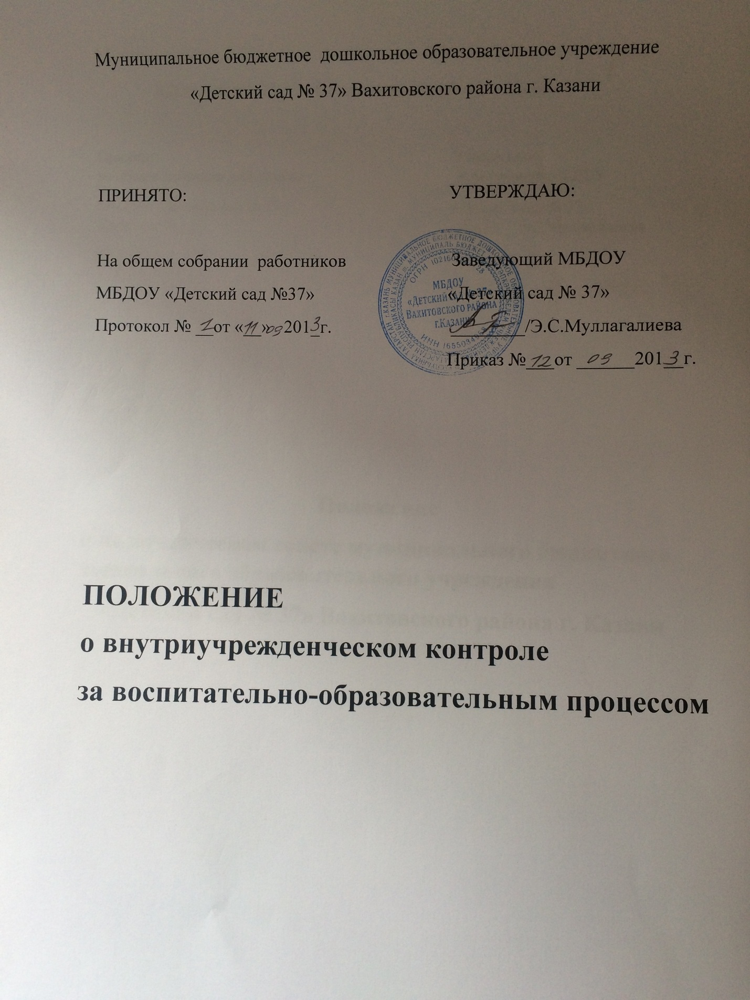 Муниципальное бюджетное дошкольное образовательное учреждение
«Детский сад № 37» Вахитовского района г. Казани
ПРИНЯТО:
На общем собрании работников
МБДОУ «Детский сад №37»
Протокол № 1 от «11» 09 2013г.
УТВЕРЖДАЮ:
Заведующий МБДОУ
«Детский сад № 37»
/Э.С.Муллагалиева
Приказ № 12 от 09 2013 г.
МБДОУ
«Детский сад № 37»
Вахитовского района
г.Казани
ПОЛОЖЕНИЕ
о внутриучрежденческом контроле
за воспитательно-образовательным процессом